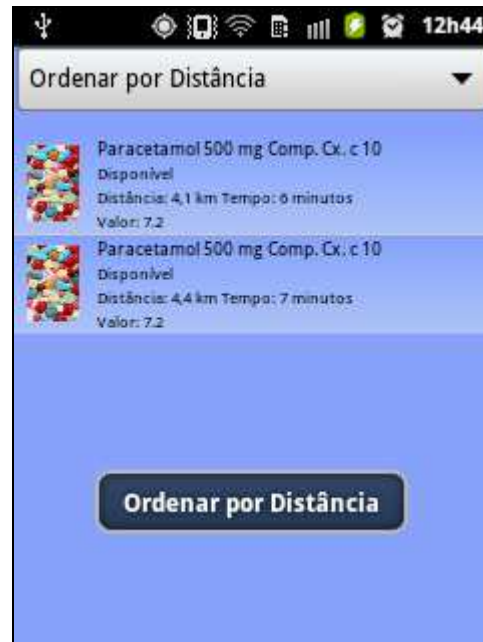 12h44
Ordenar por Distância
Paracetamol 500 mg Comp. Cx. c 10
Disponível
Distância: 4,1 km Tempo: 6 minutos
Valor: 7.2
Paracetamol 500 mg Comp. Cx. c 10
Disponível
Distância: 4,4 km Tempo: 7 minutos
Valor: 7.2
Ordenar por Distância